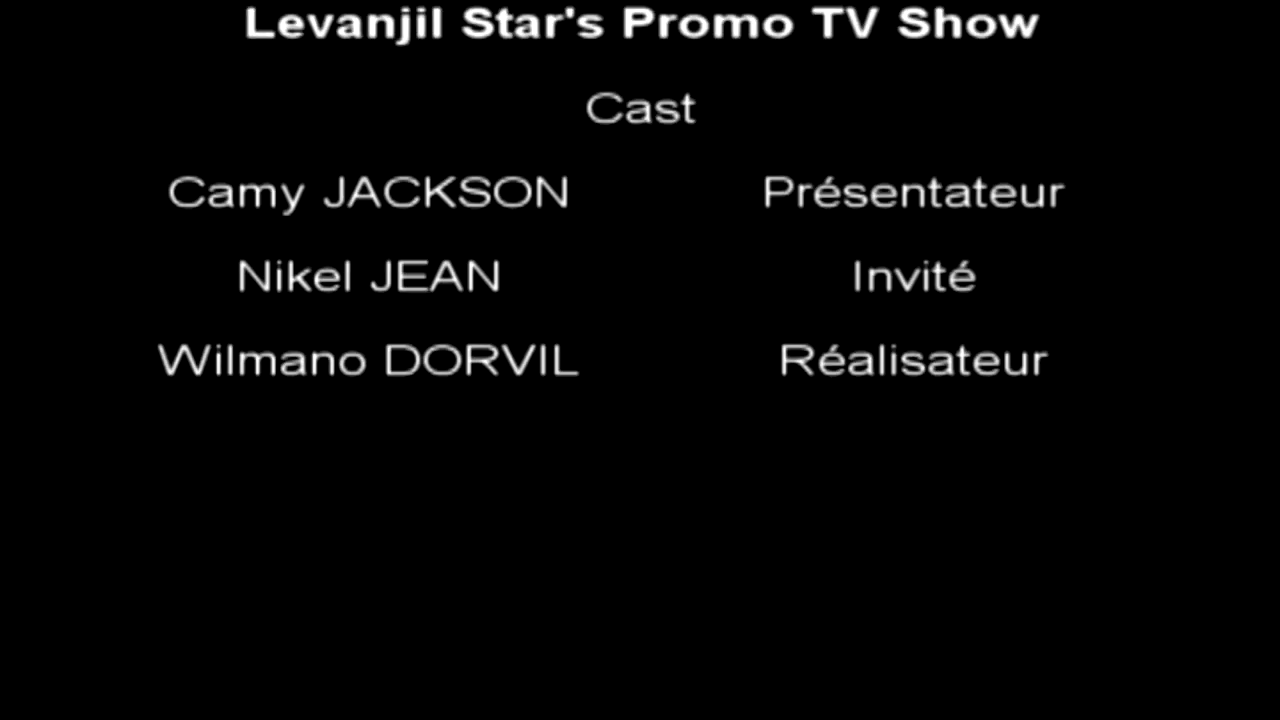 Levanjil Star's Promo TV Show
Cast
Camy JACKSON Présentateur
Nikel JEAN Invité
Wilmano DORVIL Réalisateur